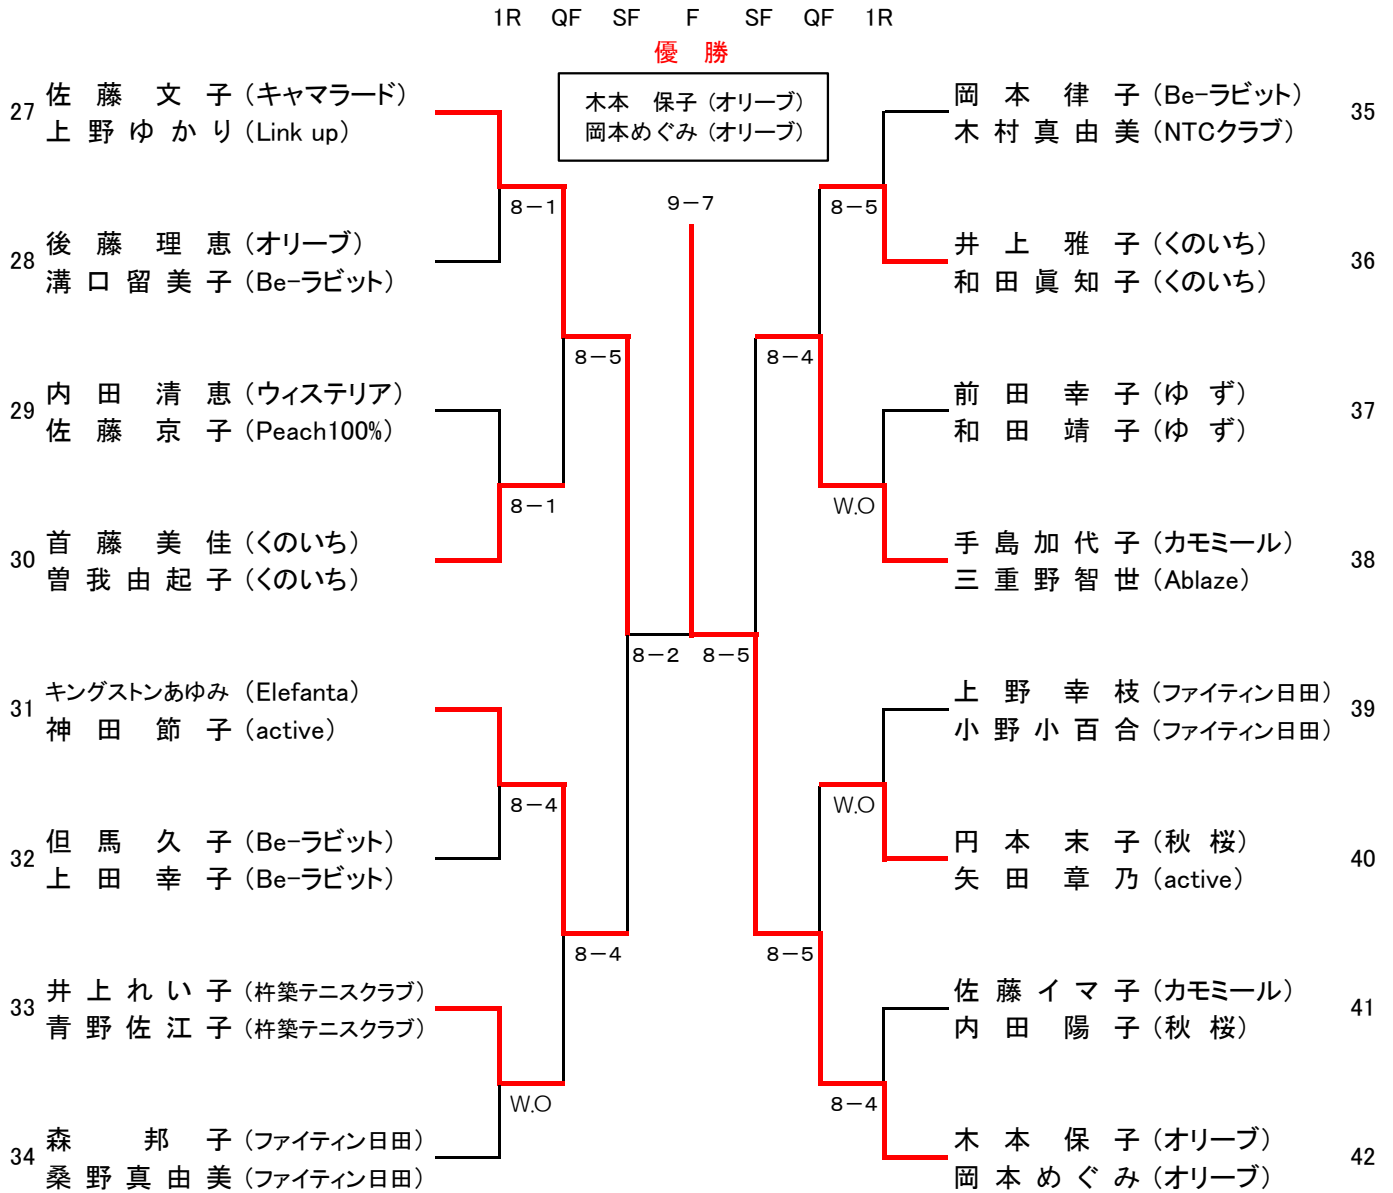 1R QF SF F SF QF 1R
優 勝
木本 保子 (オリーブ)
岡本めぐみ (オリーブ)
9－7
27
佐藤文子 (キャマラード)
上野ゆかり (Link up)
8－1
28
後藤理恵 (オリーブ)
溝口留美子 (Be-ラビット)
8－5
29
内田清恵 (ウィステリア)
佐藤京子 (Peach100%)
8－1
30
首藤美佳 (くのいち)
曽我由起子 (くのいち)
8－2
31
キングストンあゆみ (Elefanta)
神田節子 (active)
8－4
32
但馬久子 (Be-ラビット)
上田幸子 (Be-ラビット)
8－4
33
井上れい子 (杵築テニスクラブ)
青野佐江子 (杵築テニスクラブ)
W.O
34
森邦子 (ファイティン日田)
桑野真由美 (ファイティン日田)
岡本律子 (Be-ラビット)
木村真由美 (NTCクラブ)
35
8－5
井上雅子 (くのいち)
和田眞知子 (くのいち)
36
8－4
前田幸子 (ゆ ず)
和田靖子 (ゆ ず)
37
W.O
手島加代子 (カモミール)
三重野智世 (Ablaze)
38
8－5
上野幸枝 (ファイティン日田)
小野小百合 (ファイティン日田)
39
W.O
円本末子 (秋 桜)
矢田章乃 (active)
40
8－5
佐藤イマ子 (カモミール)
内田陽子 (秋 桜)
41
8－4
木本保子 (オリーブ)
岡本めぐみ (オリーブ)
42